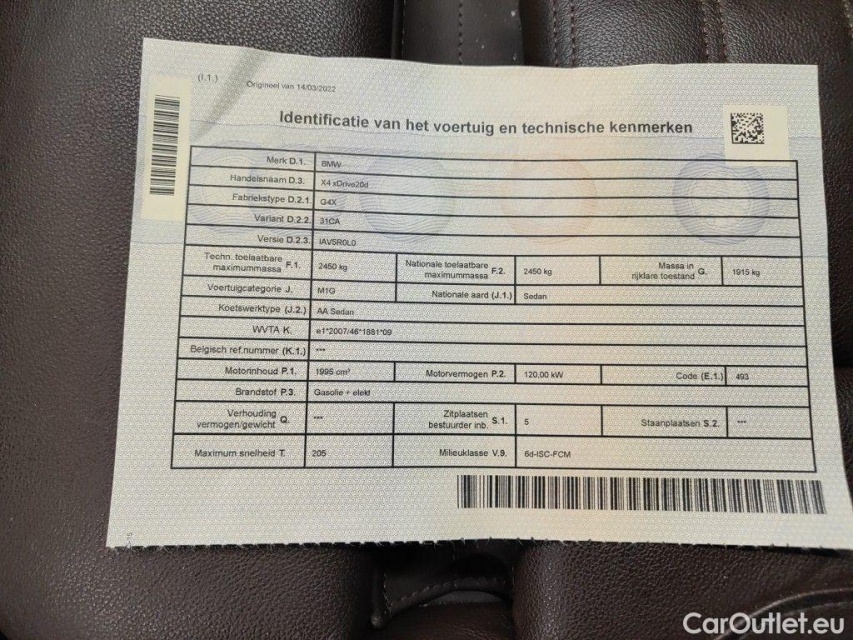 (I.1.) Origineel van 14/03/2022
Identificatie van het voertuig en technische kenmerken
Merk D.1. BMW
Handelsnaam D.3. X4 xDrive20d
Fabriekstype D.2.1. G4X
Variant D.2.2. 31CA
Versie D.2.3. IAV5R0L0
Techn. toelaatbare maximummassa F.1. 2450 kg Nationale toelaatbare maximummassa F.2. 2450 kg Massa in rijklare toestand G. 1915 kg
Voertuigcategorie J. M1G Nationale aard (J.1.) Sedan
Koetswerktype (J.2.) AA Sedan
WVTA K. e1*2007/46*1881*09
Belgisch ref.nummer (K.1.) ***
Motorinhoud P.1. 1995 cm³ Motorvermogen P.2. 120,00 kW Code (E.1.) 493
Brandstof P.3. Gasolie + elekt
Verhouding vermogen/gewicht Q. *** Zitplaatsen bestuurder inb. S.1. 5 Staanplaatsen S.2. ***
Maximum snelheid T. 205 Milieuklasse V.9. 6d-ISC-FCM
CarOutlet.eu